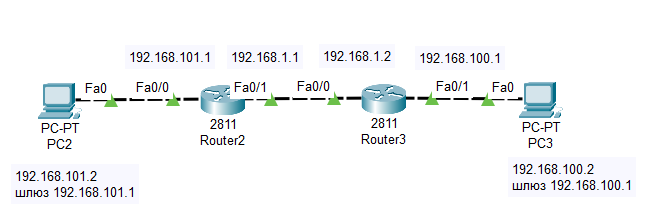 192.168.101.1
192.168.1.1
192.168.1.2
192.168.100.1
Fa0
Fa0/0
Fa0/1
Fa0/0
Fa0/1
Fa0
PC-PT
PC2
2811
Router2
2811
Router3
PC-PT
PC3
192.168.101.2
шлюз 192.168.101.1
192.168.100.2
шлюз 192.168.100.1